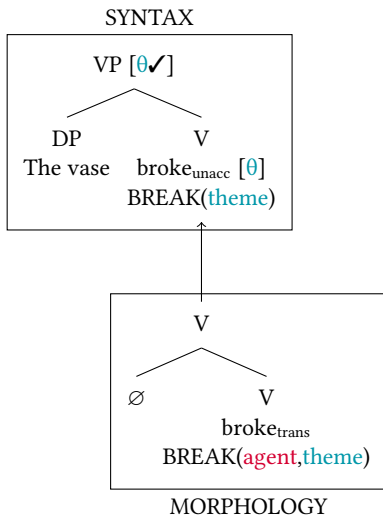 SYNTAX
VP [θ✓]
DP V
The vase broke_unacc [θ]
BREAK(theme)
V
∅ V
broke_trans
BREAK(agent,theme)
MORPHOLOGY